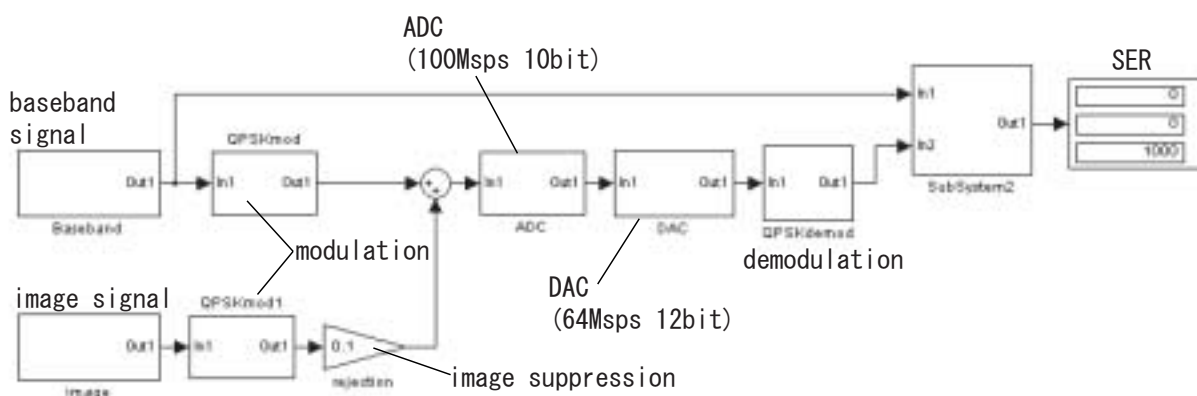 ADC
(100Msps 10bit)
SER
baseband
signal
QPSKmod
In1
Out1
0
0
1000
In2
SubSystem2
Out1
In1
Out1
In1
Out1
In1
Out1
In1
Out1
Baseband
ADC
DAC
QPSKdemod
modulation
demodulation
image signal
QPSKmod1
DAC
(64Msps 12bit)
Out1
In1
Out1
0.1
image suppression
image
rejection